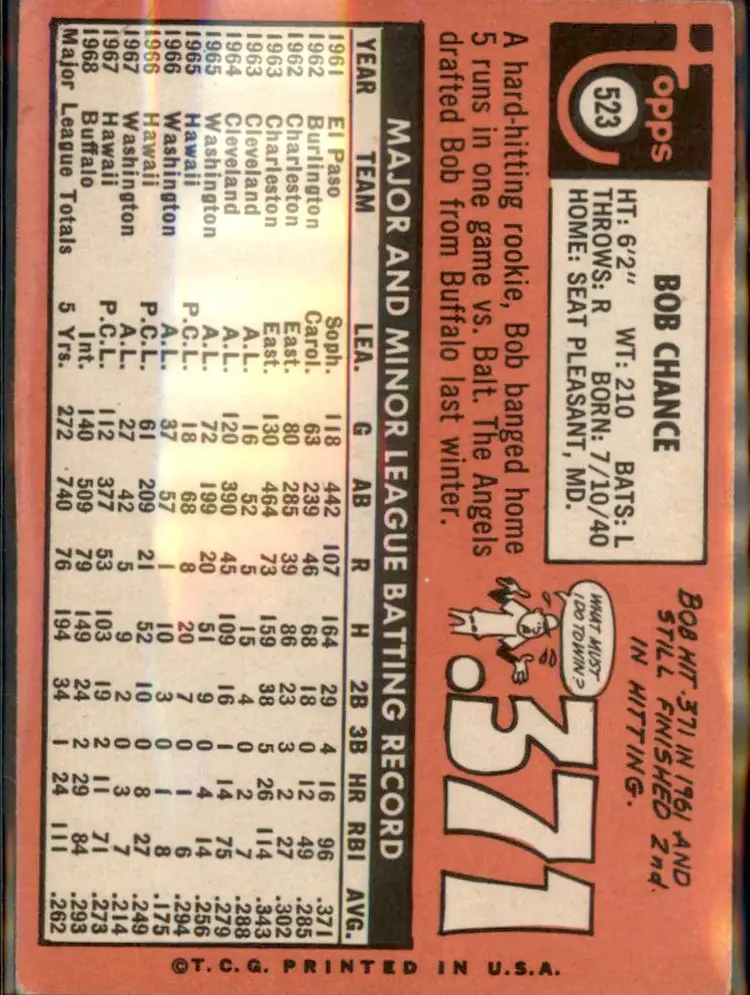 Topps
523
BOB CHANCE
HT: 6'2" WT: 210 BATS: L
THROWS: R BORN: 7/10/40
HOME: SEAT PLEASANT, MD.
A hard-hitting rookie, Bob banged home
5 runs in one game vs. Balt. The Angels
drafted Bob from Buffalo last winter.
BOB HIT .371 IN 1961 AND
STILL FINISHED 2nd.
IN HITTING.
WHAT MUST
I DO TO WIN?
.371
MAJOR AND MINOR LEAGUE BATTING RECORD
YEAR TEAM LEA. G AB R H 2B 3B HR RBI AVG.
1961 El Paso Soph. 118 442 107 164 29 4 16 96 .371
1962 Burlington Carol. 63 239 46 68 18 0 12 49 .285
1962 Charleston East. 80 285 39 86 23 3 2 27 .302
1963 Charleston East. 130 464 73 159 38 5 26 114 .343
1963 Cleveland A.L. 16 52 5 15 4 0 2 7 .288
1964 Cleveland A.L. 120 390 45 109 16 1 14 75 .279
1965 Washington A.L. 72 199 20 51 9 0 4 14 .256
1965 Hawaii P.C.L. 18 68 8 20 7 0 1 6 .294
1966 Washington A.L. 37 57 1 10 3 0 1 8 .175
1966 Hawaii P.C.L. 61 209 21 52 10 0 8 27 .249
1967 Washington A.L. 27 42 5 9 2 0 3 7 .214
1967 Hawaii P.C.L. 112 377 53 103 19 2 11 71 .273
1968 Buffalo Int. 140 509 79 149 24 2 29 84 .293
Major League Totals 5 Yrs. 272 740 76 194 34 1 24 111 .262
©T.C.G. PRINTED IN U.S.A.